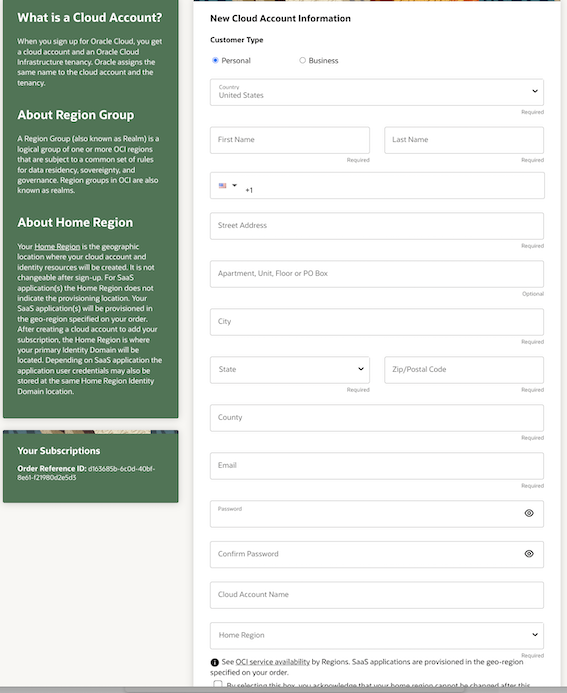 What is a Cloud Account?
When you sign up for Oracle Cloud, you get
a cloud account and an Oracle Cloud
Infrastructure tenancy. Oracle assigns the
same name to the cloud account and the
tenancy.
About Region Group
A Region Group (also known as Realm) is a
logical group of one or more OCI regions
that are subject to a common set of rules
for data residency, sovereignty, and
governance. Region groups in OCI are also
known as realms.
About Home Region
Your Home Region is the geographic
location where your cloud account and
identity resources will be created. It is not
changeable after sign-up. For SaaS
application(s) the Home Region does not
indicate the provisioning location. Your
SaaS application(s) will be provisioned in
the geo-region specified on your order.
After creating a cloud account to add your
subscription, the Home Region is where
your primary Identity Domain will be
located. Depending on SaaS application the
application user credentials may also be
stored at the same Home Region Identity
Domain location.
Your Subscriptions
Order Reference ID: d163685b-6c0d-40bf-
8e61-f21980d2e5d3
New Cloud Account Information
Customer Type
Personal
Business
Country
United States
Required
First Name
Last Name
Required
Required
+1
Street Address
Required
Apartment, Unit, Floor or PO Box
Optional
City
Required
State
Zip/Postal Code
Required
Required
County
Required
Email
Required
Password
Confirm Password
Cloud Account Name
Home Region
Required
See OCI service availability by Regions. SaaS applications are provisioned in the geo-region
specified on your order.
By selecting this box, you acknowledge that your home region cannot be changed after this